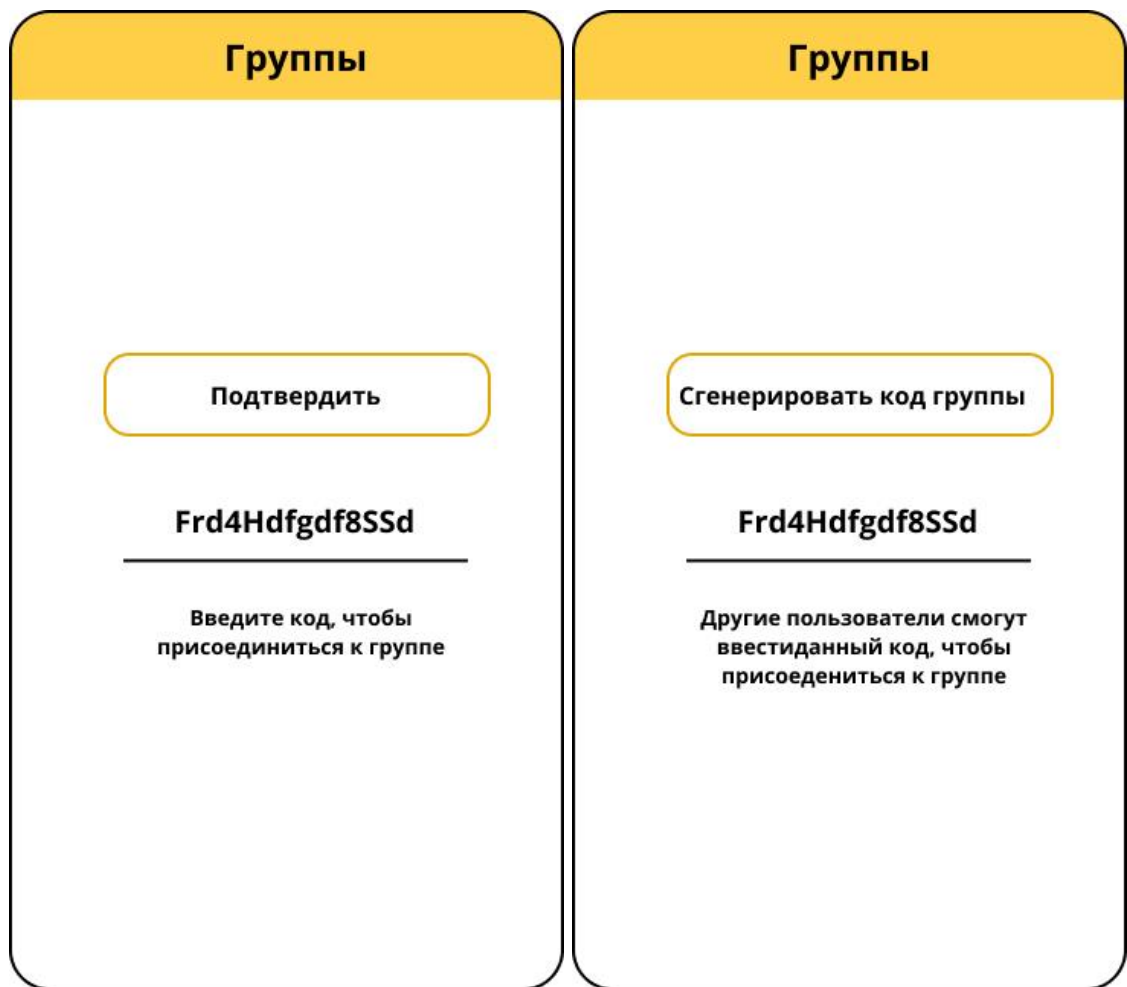 Группы
Подтвердить
Frd4Hdfgdf8SSd
Введите код, чтобы
присоединиться к группе
Группы
Сгенерировать код группы
Frd4Hdfgdf8SSd
Другие пользователи смогут
ввестиданный код, чтобы
присоедениться к группе